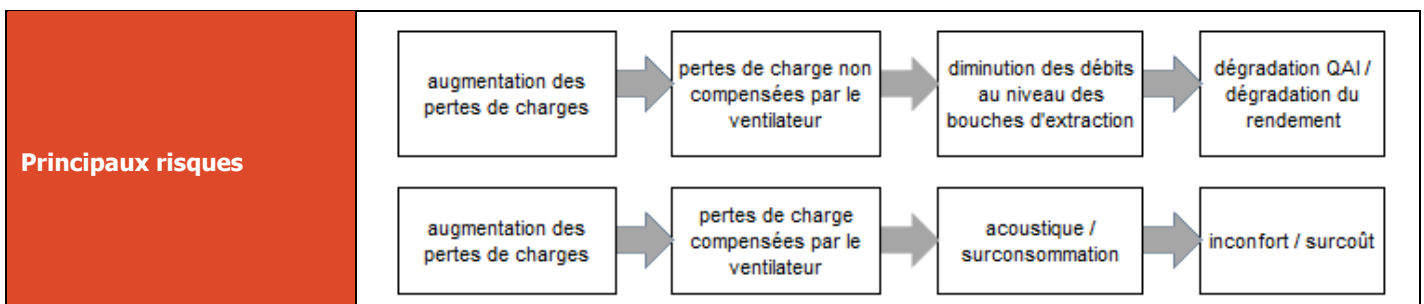 Principaux risques
augmentation des
pertes de charges
pertes de charge non
compensées par le
ventilateur
diminution des débits
au niveau des
bouches d'extraction
dégradation QAI /
dégradation du
rendement
augmentation des
pertes de charges
pertes de charge
compensées par le
ventilateur
acoustique /
surconsommation
inconfort / surcoût